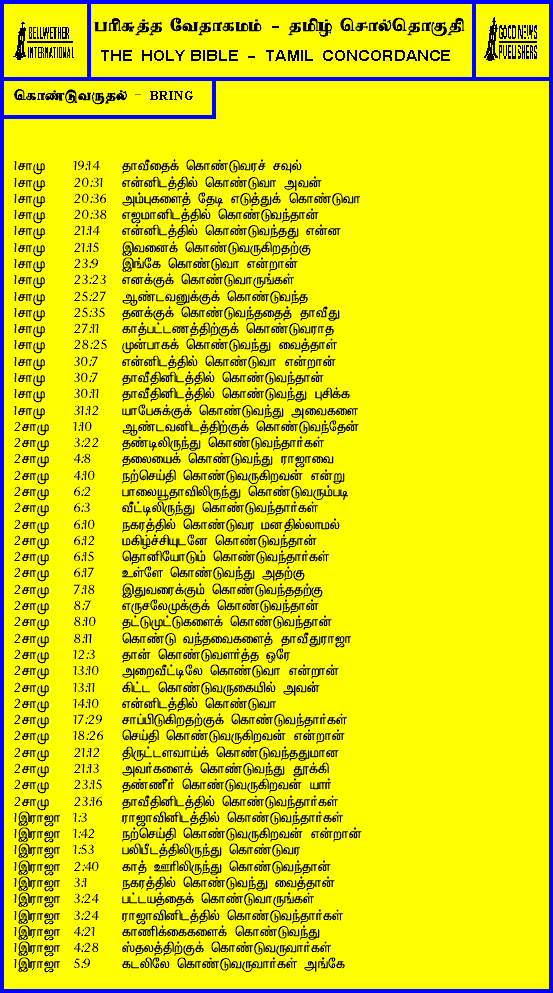 BELLWETHER
INTERNATIONAL
பரிசுத்த வேதாகமம் - தமிழ் சொல்தொகுதி
THE HOLY BIBLE - TAMIL CONCORDANCE
GOOD NEWS
PUBLISHERS
கொண்டுவருதல் - BRING
1சாமு 19:14 தாவீதைக் கொண்டுவரச் சவுல்
1சாமு 20:31 என்னிடத்தில் கொண்டுவா அவன்
1சாமு 20:36 அம்புகளைத் தேடி எடுத்துக் கொண்டுவா
1சாமு 20:38 எஜமானிடத்தில் கொண்டுவந்தான்
1சாமு 21:14 என்னிடத்தில் கொண்டுவந்தது என்ன
1சாமு 21:15 இவனைக் கொண்டுவருகிறதற்கு
1சாமு 23:9 இங்கே கொண்டுவா என்றான்
1சாமு 23:23 எனக்குக் கொண்டுவாருங்கள்
1சாமு 25:27 ஆண்டவனுக்குக் கொண்டுவந்த
1சாமு 25:35 தனக்குக் கொண்டுவந்ததைத் தாவீது
1சாமு 27:11 காத்பட்டணத்திற்குக் கொண்டுவராத
1சாமு 28:25 முன்பாகக் கொண்டுவந்து வைத்தாள்
1சாமு 30:7 என்னிடத்தில் கொண்டுவா என்றான்
1சாமு 30:7 தாவீதினிடத்தில் கொண்டுவந்தான்
1சாமு 30:11 தாவீதினிடத்தில் கொண்டுவந்து புசிக்க
1சாமு 31:12 யாபேசுக்குக் கொண்டுவந்து அவைகளை
2சாமு 1:10 ஆண்டவனிடத்திற்குக் கொண்டுவந்தேன்
2சாமு 3:22 தண்டிலிருந்து கொண்டுவந்தார்கள்
2சாமு 4:8 தலையைக் கொண்டுவந்து ராஜாவை
2சாமு 4:10 நற்செய்தி கொண்டுவருகிறவன் என்று
2சாமு 6:2 பாலையூதாவிலிருந்து கொண்டுவரும்படி
2சாமு 6:3 வீட்டிலிருந்து கொண்டுவந்தார்கள்
2சாமு 6:10 நகரத்தில் கொண்டுவர மனதில்லாமல்
2சாமு 6:12 மகிழ்ச்சியுடனே கொண்டுவந்தான்
2சாமு 6:15 தொனியோடும் கொண்டுவந்தார்கள்
2சாமு 6:17 உள்ளே கொண்டுவந்து அதற்கு
2சாமு 7:18 இதுவரைக்கும் கொண்டுவந்ததற்கு
2சாமு 8:7 எருசலேமுக்குக் கொண்டுவந்தான்
2சாமு 8:10 தட்டுமுட்டுகளைக் கொண்டுவந்தான்
2சாமு 8:11 கொண்டு வந்தவைகளைத் தாவீதுராஜா
2சாமு 12:3 தான் கொண்டுவளர்த்த ஒரே
2சாமு 13:10 அறைவீட்டிலே கொண்டுவா என்றான்
2சாமு 13:11 கிட்ட கொண்டுவருகையில் அவன்
2சாமு 14:10 என்னிடத்தில் கொண்டுவா
2சாமு 17:29 சாப்பிடுகிறதற்குக் கொண்டுவந்தார்கள்
2சாமு 18:26 செய்தி கொண்டுவருகிறவன் என்றான்
2சாமு 21:12 திருட்டளவாய்க் கொண்டுவந்ததுமான
2சாமு 21:13 அவர்களைக் கொண்டுவந்து தூக்கி
2சாமு 23:15 தண்ணீர் கொண்டுவருகிறவன் யார்
2சாமு 23:16 தாவீதினிடத்தில் கொண்டுவந்தார்கள்
1இராஜா 1:3 ராஜாவினிடத்தில் கொண்டுவந்தார்கள்
1இராஜா 1:42 நற்செய்தி கொண்டுவருகிறவன் என்றான்
1இராஜா 1:53 பலிபீடத்திலிருந்து கொண்டுவர
1இராஜா 2:40 காத் ஊரிலிருந்து கொண்டுவந்தான்
1இராஜா 3:1 நகரத்தில் கொண்டுவந்து வைத்தான்
1இராஜா 3:24 பட்டயத்தைக் கொண்டுவாருங்கள்
1இராஜா 3:24 ராஜாவினிடத்தில் கொண்டுவந்தார்கள்
1இராஜா 4:21 காணிக்கைகளைக் கொண்டுவந்து
1இராஜா 4:28 ஸ்தலத்திற்குக் கொண்டுவருவார்கள்
1இராஜா 5:9 கடலிலே கொண்டுவருவார்கள் அங்கே